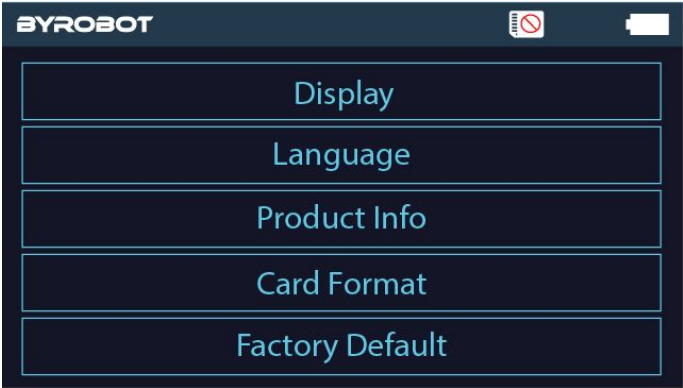 BYROBOT
Display
Language
Product Info
Card Format
Factory Default